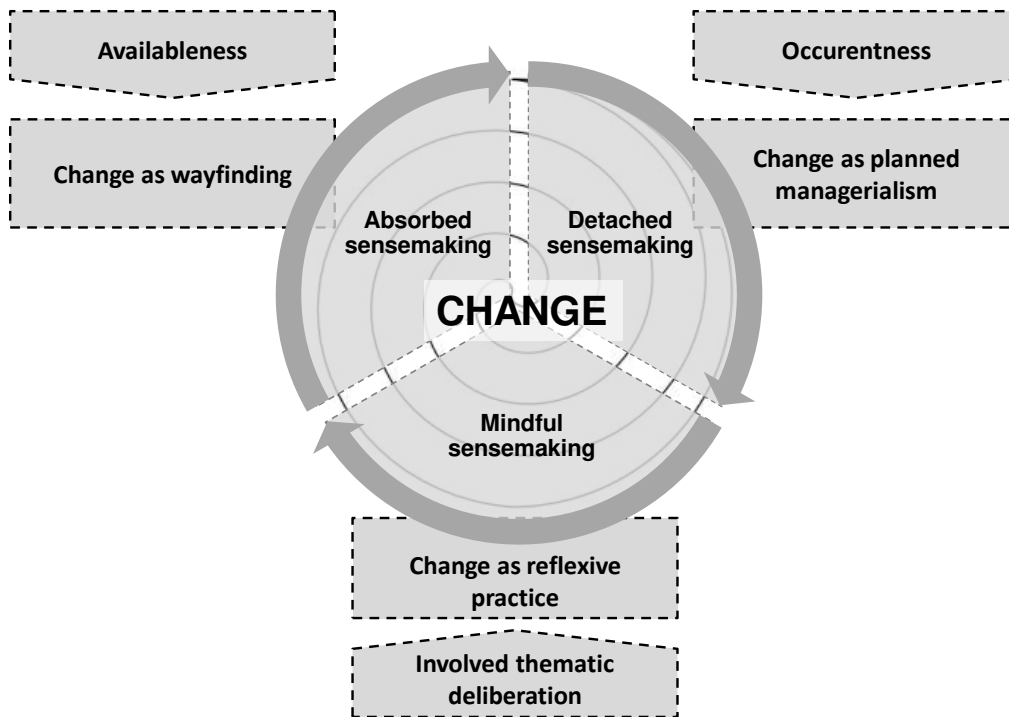 Availableness
Occurentness
Change as wayfinding
Change as planned
managerialism
Absorbed
sensemaking
Detached
sensemaking
CHANGE
Mindful
sensemaking
Change as reflexive
practice
Involved thematic
deliberation